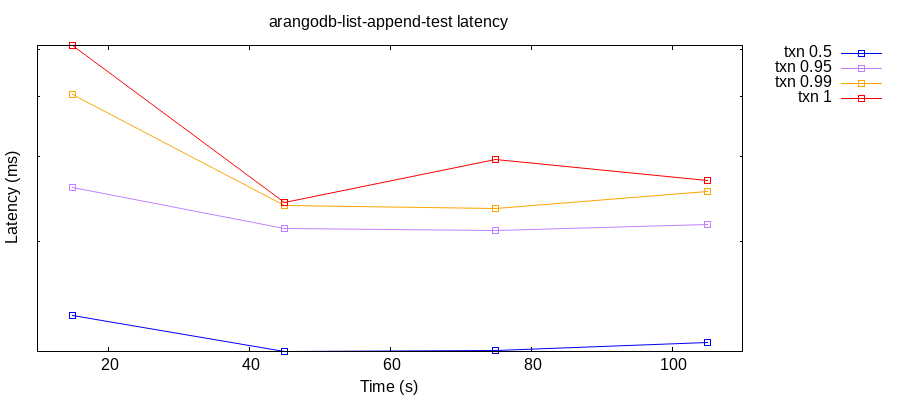 arangodb-list-append-test latency
txn 0.5
txn 0.95
txn 0.99
txn 1
Latency (ms)
20 40 60 80 100
Time (s)